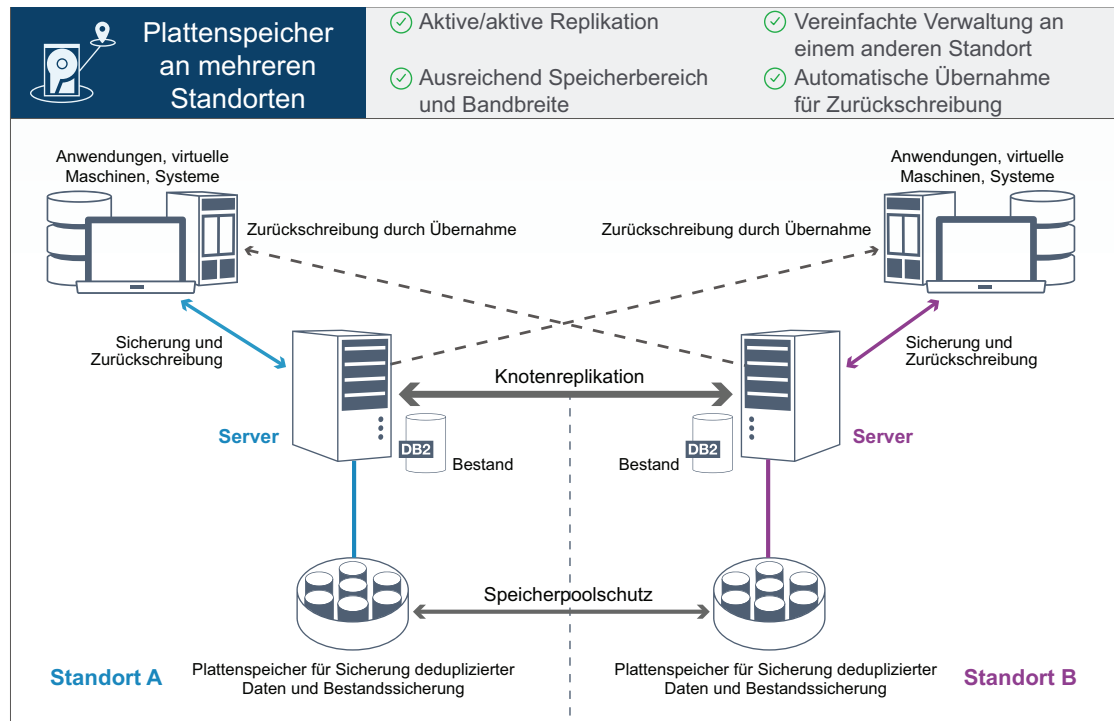 Plattenspeicher
an mehreren
Standorten
Aktive/aktive Replikation
Ausreichend Speicherbereich
und Bandbreite
Vereinfachte Verwaltung an
einem anderen Standort
Automatische Übernahme
für Zurückschreibung
Anwendungen, virtuelle
Maschinen, Systeme
Anwendungen, virtuelle
Maschinen, Systeme
Zurückschreibung durch Übernahme
Zurückschreibung durch Übernahme
Sicherung und
Zurückschreibung
Sicherung und
Zurückschreibung
Knotenreplikation
Server
Server
DB2
Bestand
Bestand
DB2
Speicherpoolschutz
Plattenspeicher für Sicherung deduplizierter
Daten und Bestandssicherung
Plattenspeicher für Sicherung deduplizierter
Daten und Bestandssicherung
Standort A
Standort B